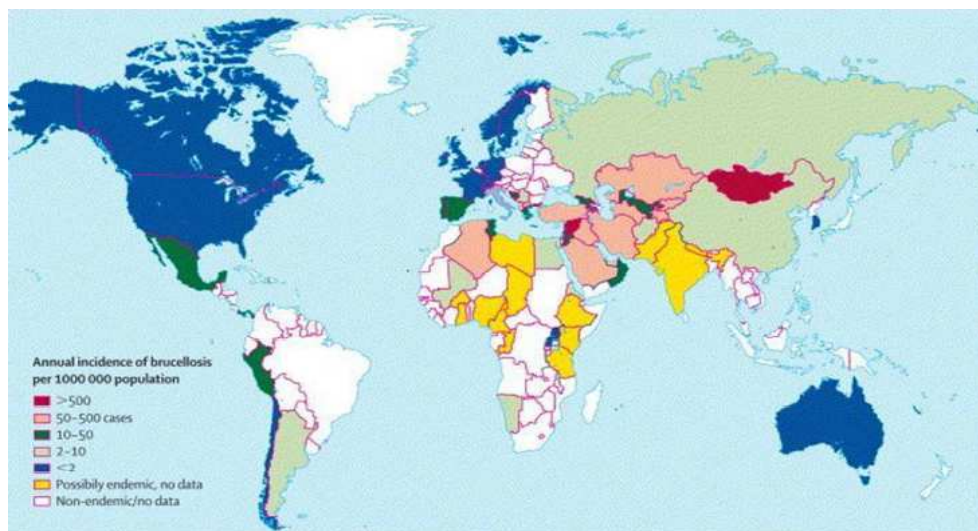 Annual incidence of brucellosis
per 1000 000 population
>500
50–500 cases
10–50
2–10
<2
Possibily endemic, no data
Non-endemic/no data